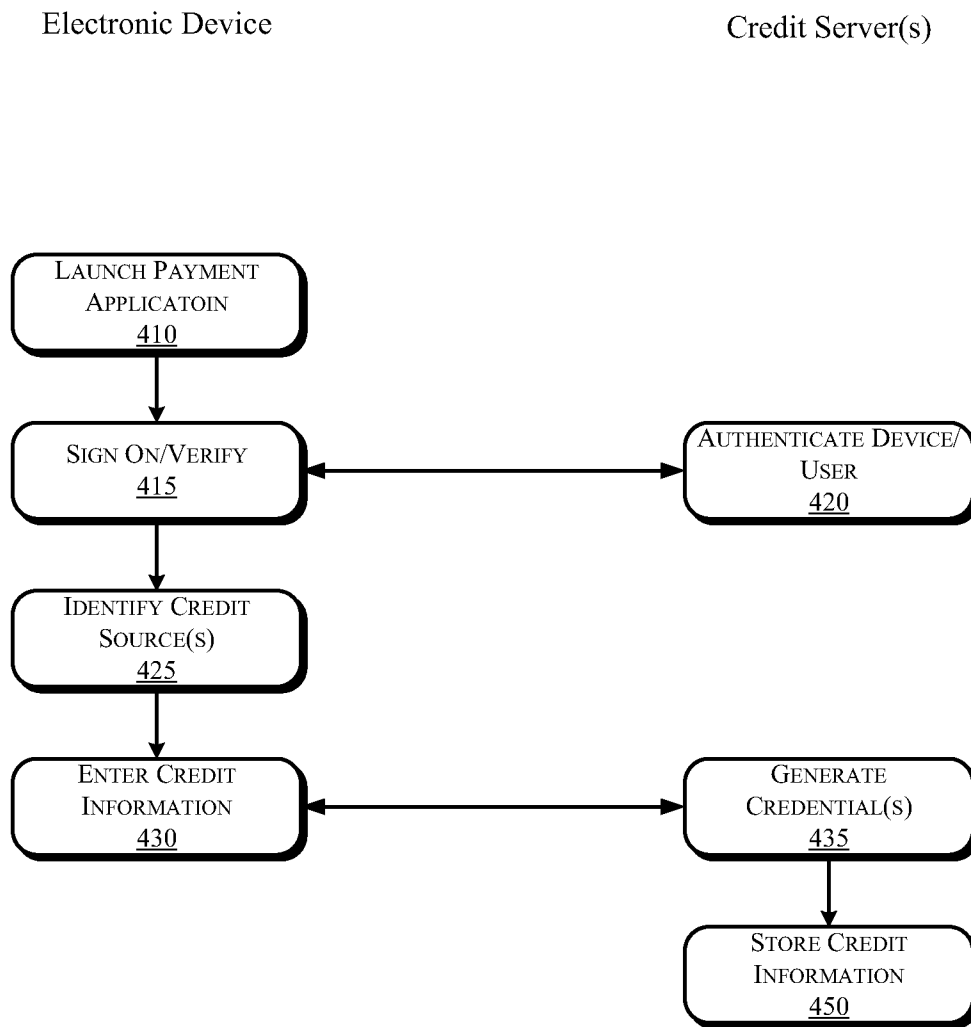 Electronic Device
Credit Server(s)
LAUNCH PAYMENT
APPLICATOIN
410
SIGN ON/VERIFY
415
AUTHENTICATE DEVICE/
USER
420
IDENTIFY CREDIT
SOURCE(S)
425
ENTER CREDIT
INFORMATION
430
GENERATE
CREDENTIAL(S)
435
STORE CREDIT
INFORMATION
450